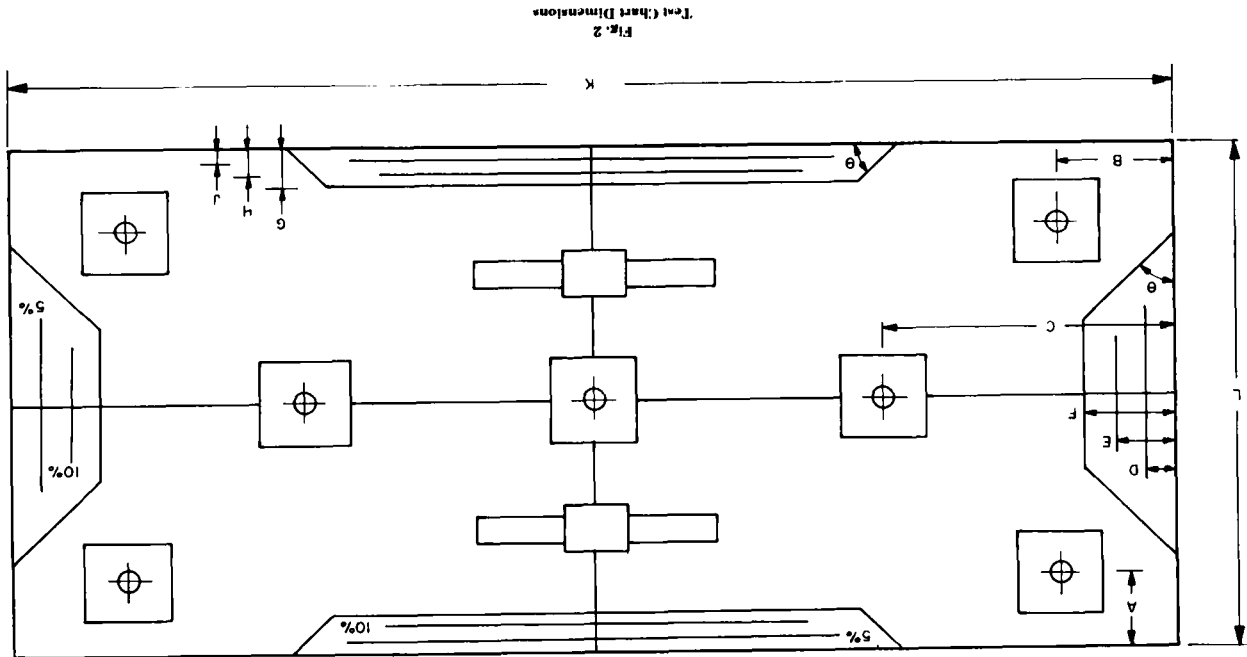 5%
10%
A
D
10%
E
F
L
C
5%
θ
G
H
J
θ
B
K
Fig. 2
Test Chart Dimensions